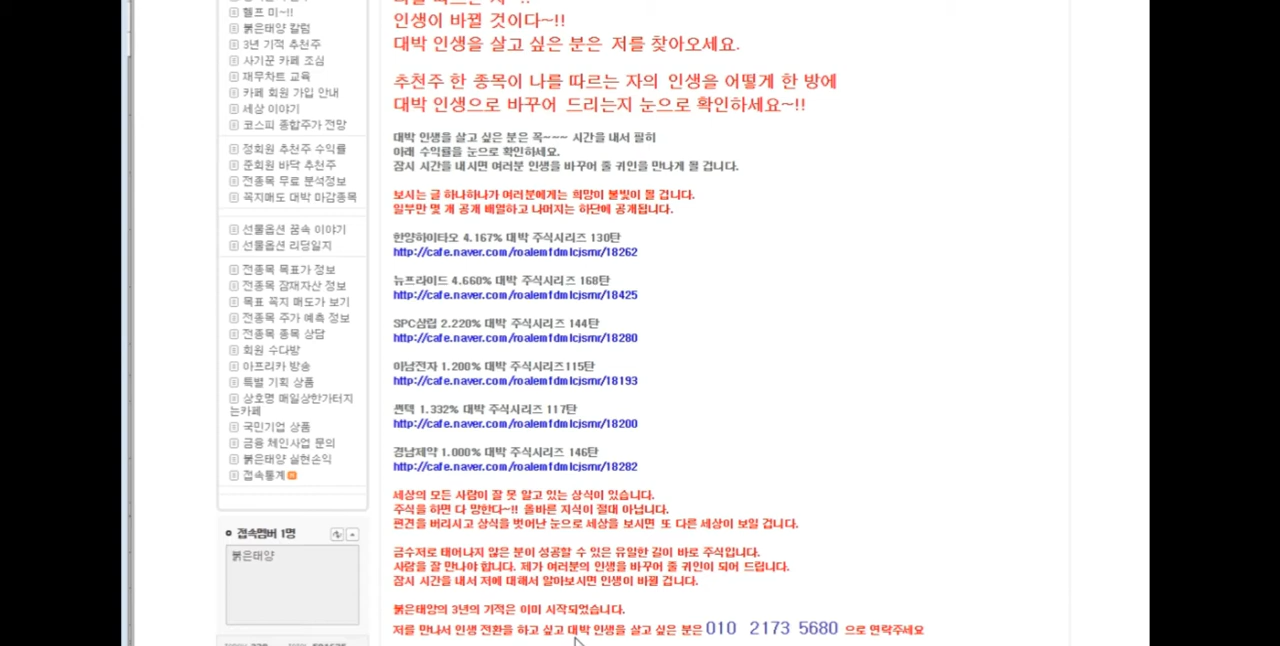 헬프 미~!!
붉은태양 칼럼
3년 기적 추천주
사기꾼 카페 조심
재무차트 교육
카페 회원 가입 안내
세상 이야기
코스피 종합주가 전망
정회원 추천주 수익률
준회원 바닥 추천주
전종목 무료 분석정보
꼭지매도 대박 마감종목
선물옵션 꿈속 이야기
선물옵션 리딩일지
전종목 목표가 정보
전종목 잠재자산 정보
목표 꼭지 매도가 보기
전종목 주가 예측 정보
전종목 종목 상담
회원 수다방
아프리카 방송
특별 기획 상품
상호명 매일상한가터지
는카페
국민기업 상품
금융 체인사업 문의
붉은태양 실현손익
접속통계
접속멤버 1명
붉은태양
인생이 바뀔 것이다~!!
대박 인생을 살고 싶은 분은 저를 찾아오세요.
추천주 한 종목이 나를 따르는 자의 인생을 어떻게 한 방에
대박 인생으로 바꾸어 드리는지 눈으로 확인하세요~!!
대박 인생을 살고 싶은 분은 꼭~~~ 시간을 내서 필히
아래 수익률을 눈으로 확인하세요.
잠시 시간을 내시면 여러분 인생을 바꾸어 줄 귀인을 만나게 될 겁니다.
보시는 글 하나하나가 여러분에게는 희망이 불빛이 될 겁니다.
일부만 몇 개 공개 배열하고 나머지는 하단에 공개됩니다.
한양하이타오 4.167% 대박 주식시리즈 130탄
http://cafe.naver.com/roalemfdmlcjsrnr/18262
뉴프라이드 4.660% 대박 주식시리즈 168탄
http://cafe.naver.com/roalemfdmlcjsrnr/18425
SPC삼립 2.220% 대박 주식시리즈 144탄
http://cafe.naver.com/roalemfdmlcjsrnr/18280
이남전자 1.200% 대박 주식시리즈115탄
http://cafe.naver.com/roalemfdmlcjsrnr/18193
쎈텍 1.332% 대박 주식시리즈 117탄
http://cafe.naver.com/roalemfdmlcjsrnr/18200
경남제약 1.000% 대박 주식시리즈 146탄
http://cafe.naver.com/roalemfdmlcjsrnr/18282
세상의 모든 사람이 잘 못 알고 있는 상식이 있습니다.
주식을 하면 다 망한다~!! 올바른 지식이 절대 아닙니다.
편견을 버리시고 상식을 벗어난 눈으로 세상을 보시면 또 다른 세상이 보일 겁니다.
금수저로 태어나지 않은 분이 성공할 수 있은 유일한 길이 바로 주식입니다.
사람을 잘 만나야 합니다. 제가 여러분의 인생을 바꾸어 줄 귀인이 되어 드립니다.
잠시 시간을 내서 저에 대해서 알아보시면 인생이 바뀔 겁니다.
붉은태양의 3년의 기적은 이미 시작되었습니다.
저를 만나서 인생 전환을 하고 싶고 대박 인생을 살고 싶은 분은 010 2173 5680 으로 연락주세요